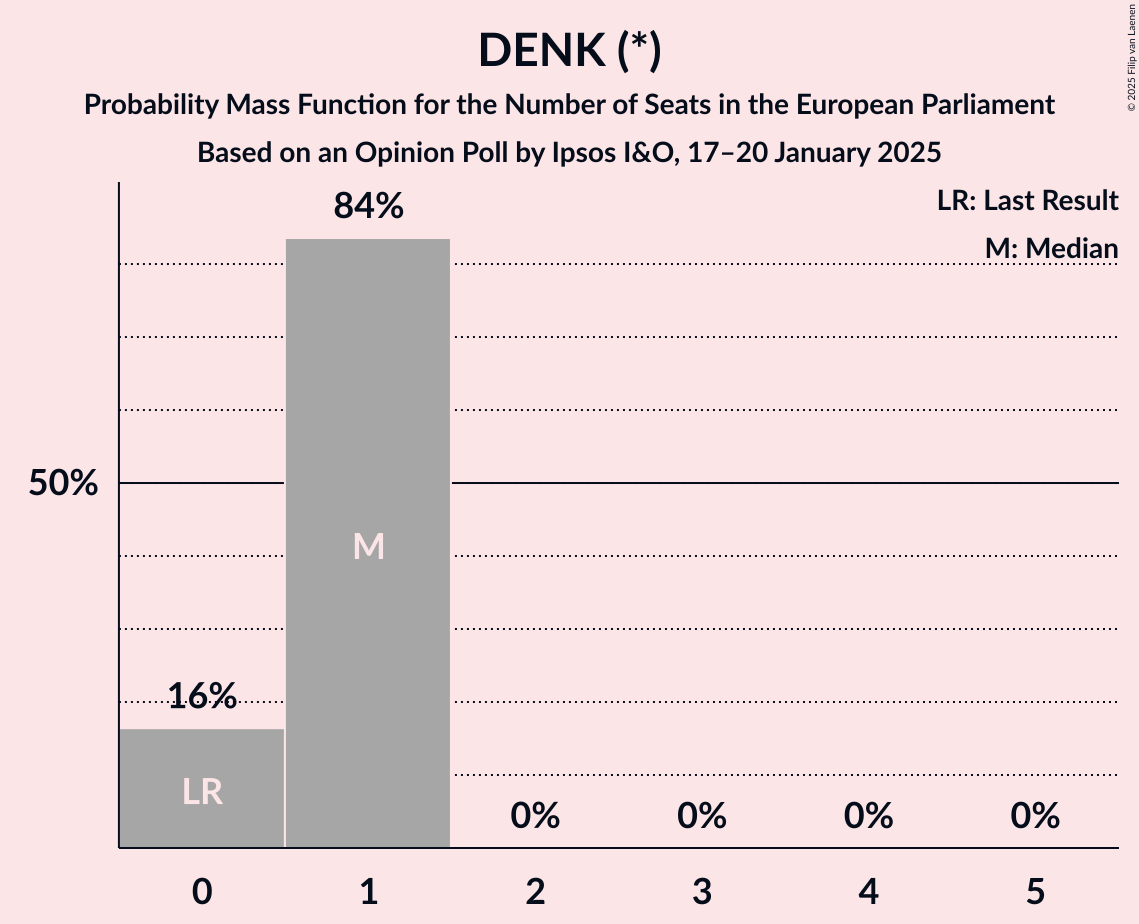 DENK (*)
Probability Mass Function for the Number of Seats in the European Parliament
Based on an Opinion Poll by Ipsos I&O, 17–20 January 2025
© 2025 Filip van Laenen
LR: Last Result
M: Median
84%
50%
M
16%
LR
0%
0%
0%
0%
0
1
2
3
4
5